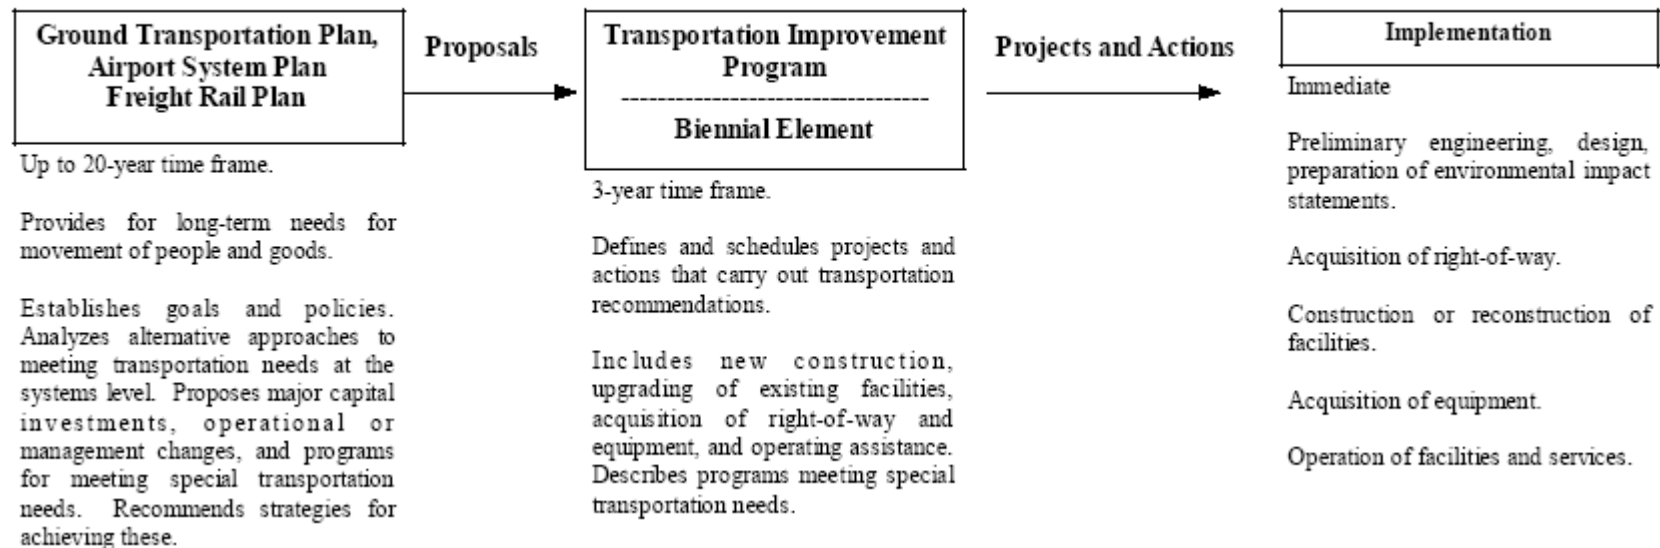 Ground Transportation Plan,
Airport System Plan
Freight Rail Plan
Up to 20-year time frame.
Provides for long-term needs for
movement of people and goods.
Establishes goals and policies.
Analyzes alternative approaches to
meeting transportation needs at the
systems level. Proposes major capital
investments, operational or
management changes, and programs
for meeting special transportation
needs. Recommends strategies for
achieving these.
Proposals
Transportation Improvement
Program
----------------------------------
Biennial Element
3-year time frame.
Defines and schedules projects and
actions that carry out transportation
recommendations.
Includes new construction,
upgrading of existing facilities,
acquisition of right-of-way and
equipment, and operating assistance.
Describes programs meeting special
transportation needs.
Projects and Actions
Implementation
Immediate
Preliminary engineering, design,
preparation of environmental impact
statements.
Acquisition of right-of-way.
Construction or reconstruction of
facilities.
Acquisition of equipment.
Operation of facilities and services.